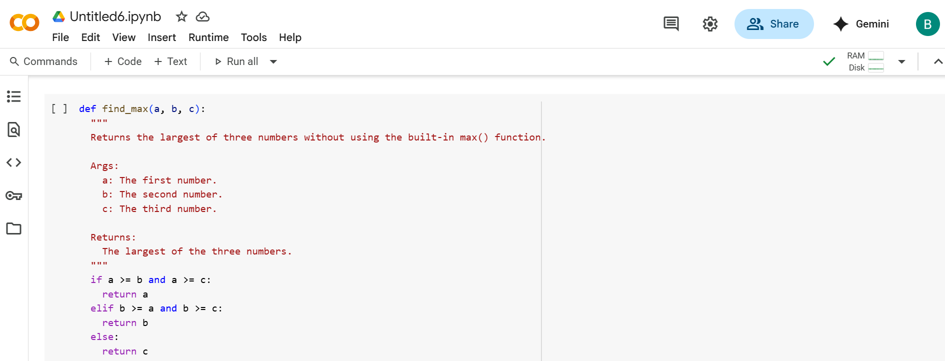 CO Untitled6.ipynb
File Edit View Insert Runtime Tools Help
Share
Gemini
B
Commands + Code + Text Run all
RAM
Disk
[ ] def find_max(a, b, c):
"""
Returns the largest of three numbers without using the built-in max() function.
Args:
a: The first number.
b: The second number.
c: The third number.
Returns:
The largest of the three numbers.
"""
if a >= b and a >= c:
return a
elif b >= a and b >= c:
return b
else:
return c